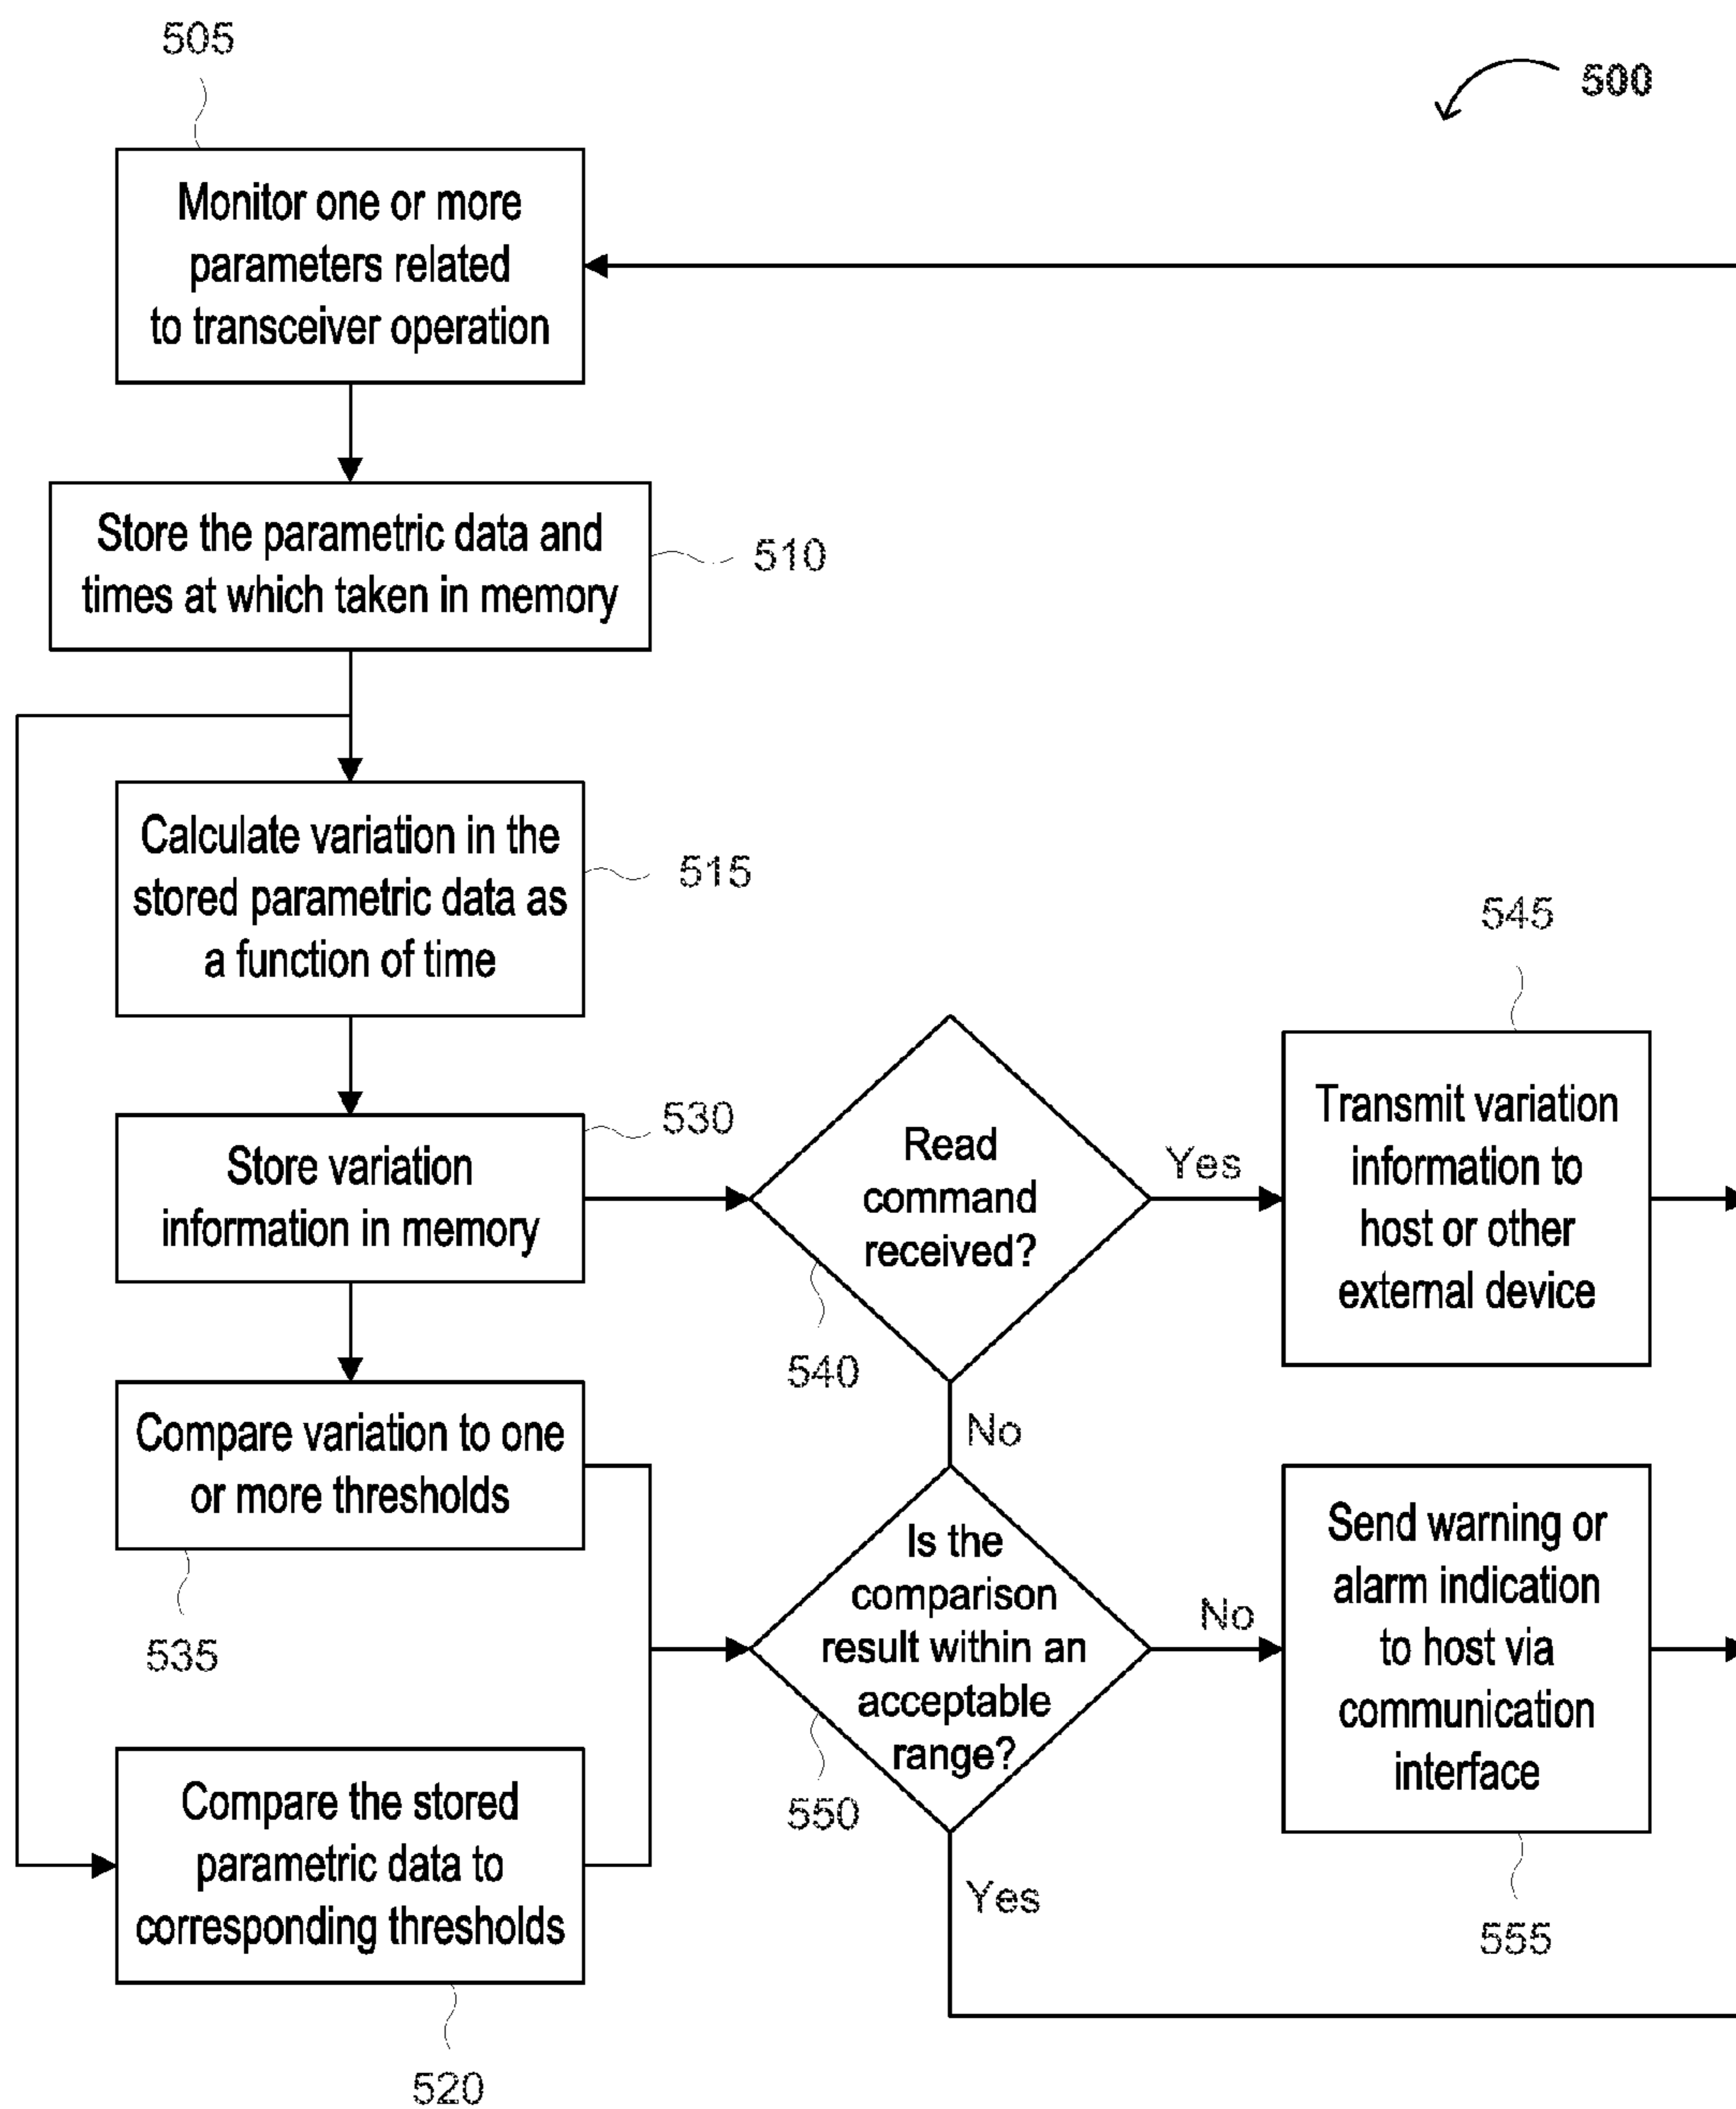 505
500
Monitor one or more
parameters related
to transceiver operation
Store the parametric data and
times at which taken in memory
510
Calculate variation in the
stored parametric data as
a function of time
515
545
530
Store variation
information in memory
Read
command
received?
540
Yes
Transmit variation
information to
host or other
external device
No
Compare variation to one
or more thresholds
535
Is the
comparison
result within an
acceptable
range?
550
No
Send warning or
alarm indication
to host via
communication
interface
555
Compare the stored
parametric data to
corresponding thresholds
520
Yes